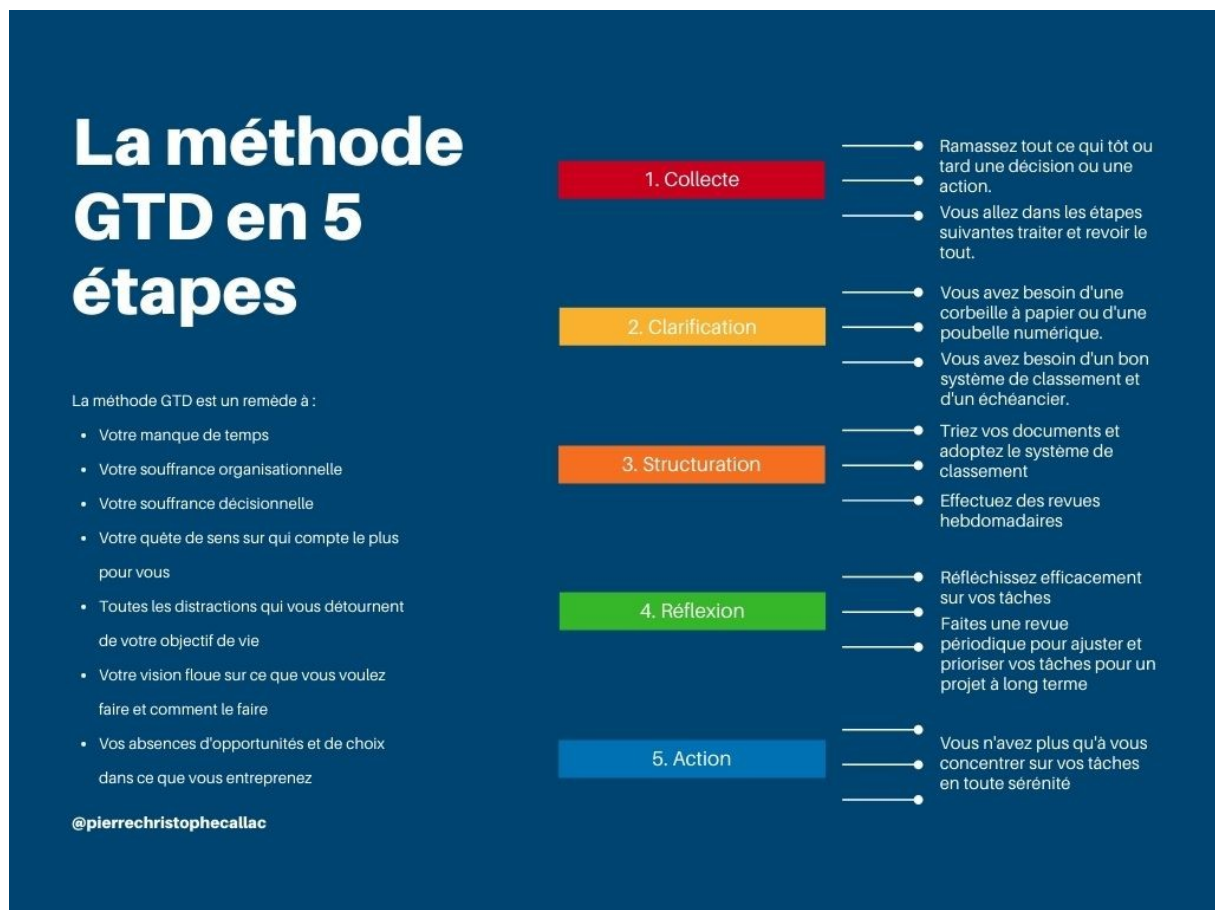 La méthode
GTD en 5
étapes
La méthode GTD est un remède à :
• Votre manque de temps
• Votre souffrance organisationnelle
• Votre souffrance décisionnelle
• Votre quête de sens sur qui compte le plus
pour vous
• Toutes les distractions qui vous détournent
de votre objectif de vie
• Votre vision floue sur ce que vous voulez
faire et comment le faire
• Vos absences d'opportunités et de choix
dans ce que vous entreprenez
@pierrechristophecallac
1. Collecte
Ramassez tout ce qui tôt ou
tard une décision ou une
action.
Vous allez dans les étapes
suivantes traiter et revoir le
tout.
2. Clarification
Vous avez besoin d'une
corbeille à papier ou d'une
poubelle numérique.
Vous avez besoin d'un bon
système de classement et
d'un échéancier.
3. Structuration
Triez vos documents et
adoptez le système de
classement
Effectuez des revues
hebdomadaires
4. Réflexion
Réfléchissez efficacement
sur vos tâches
Faites une revue
périodique pour ajuster et
prioriser vos tâches pour un
projet à long terme
5. Action
Vous n'avez plus qu'à vous
concentrer sur vos tâches
en toute sérénité